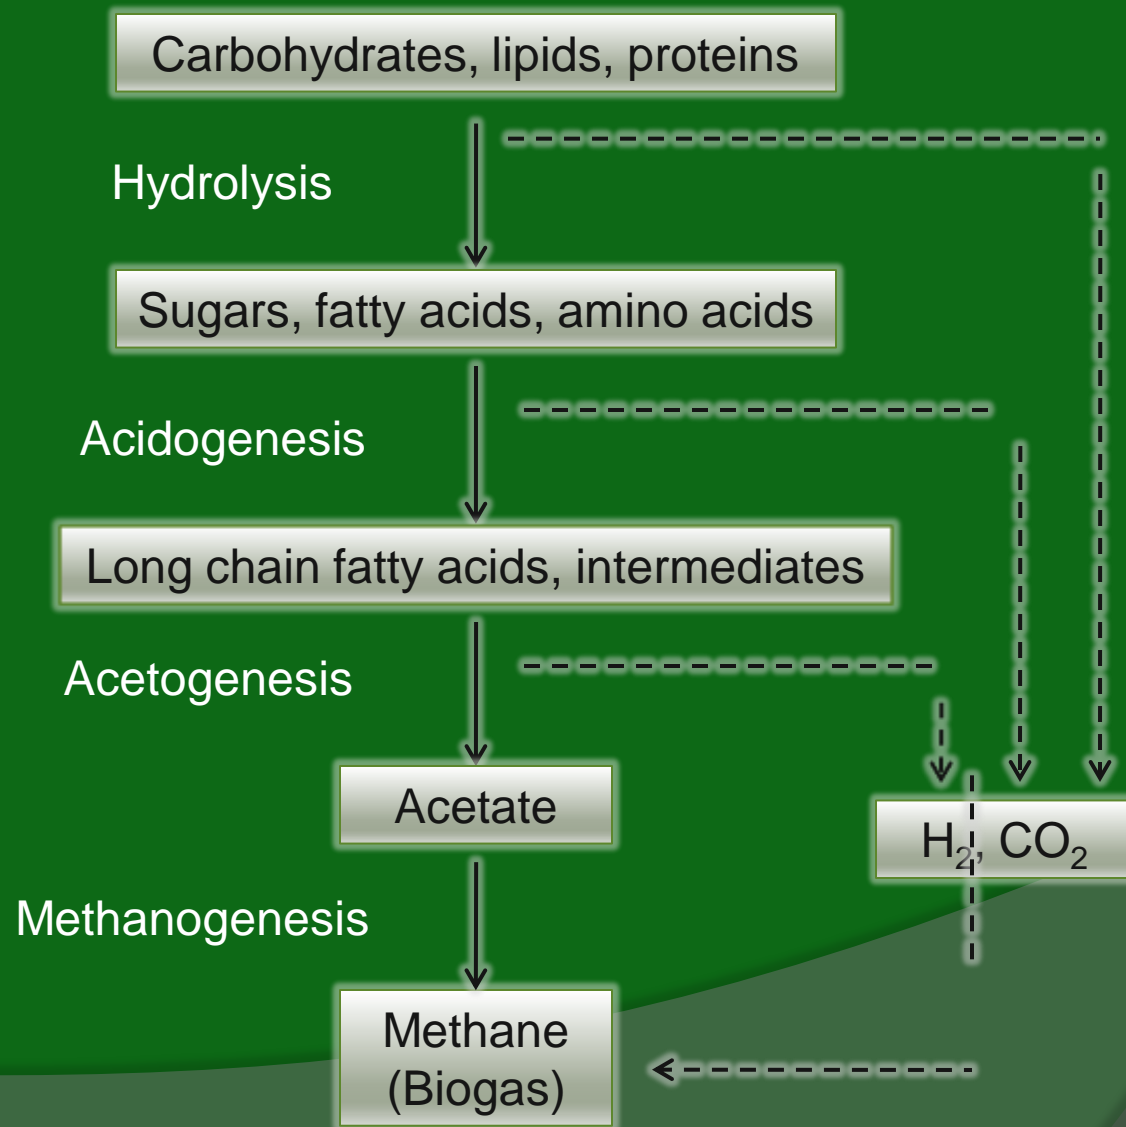 Carbohydrates, lipids, proteins
Hydrolysis
Sugars, fatty acids, amino acids
Acidogenesis
Long chain fatty acids, intermediates
Acetogenesis
Acetate
H₂, CO₂
Methanogenesis
Methane
(Biogas)